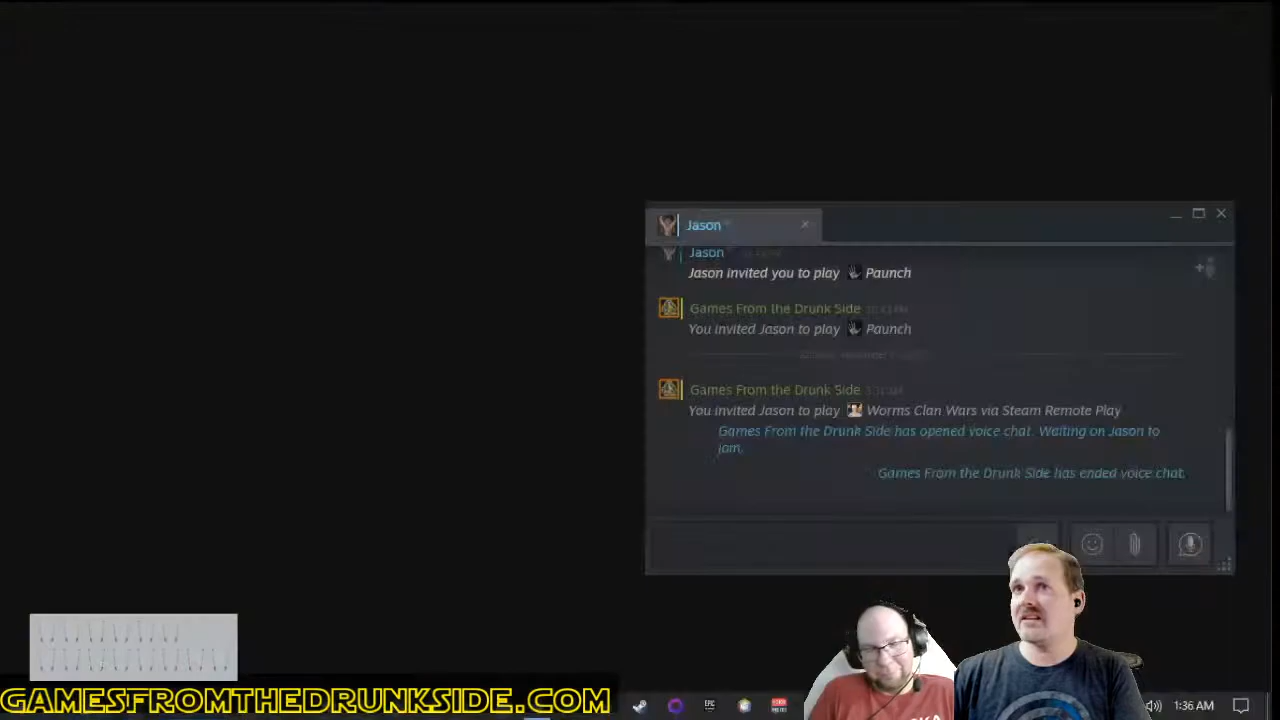 Jason
Jason
Jason invited you to play Paunch
Games From the Drunk Side
You invited Jason to play Paunch
Games From the Drunk Side
You invited Jason to play Worms Clan Wars via Steam Remote Play
Games From the Drunk Side has opened voice chat. Waiting on Jason to
join.
Games From the Drunk Side has ended voice chat.
GAMESFROMTHEDRUNKSIDE.COM
EPIC
1:36 AM